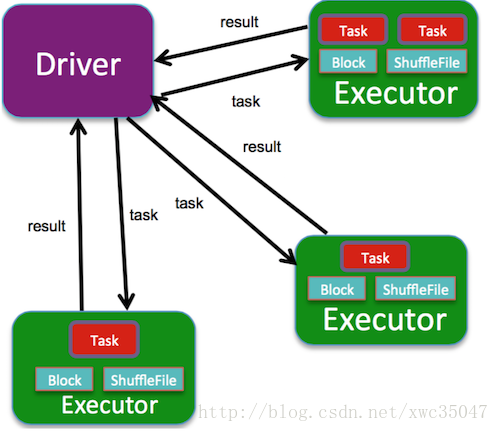 result
Task
Task
Driver
Block
ShuffleFile
Executor
task
result
task
task
result
Task
Block
ShuffleFile
Executor
Task
Block
ShuffleFile
Executor
http://blog.csdn.net/xwc35047